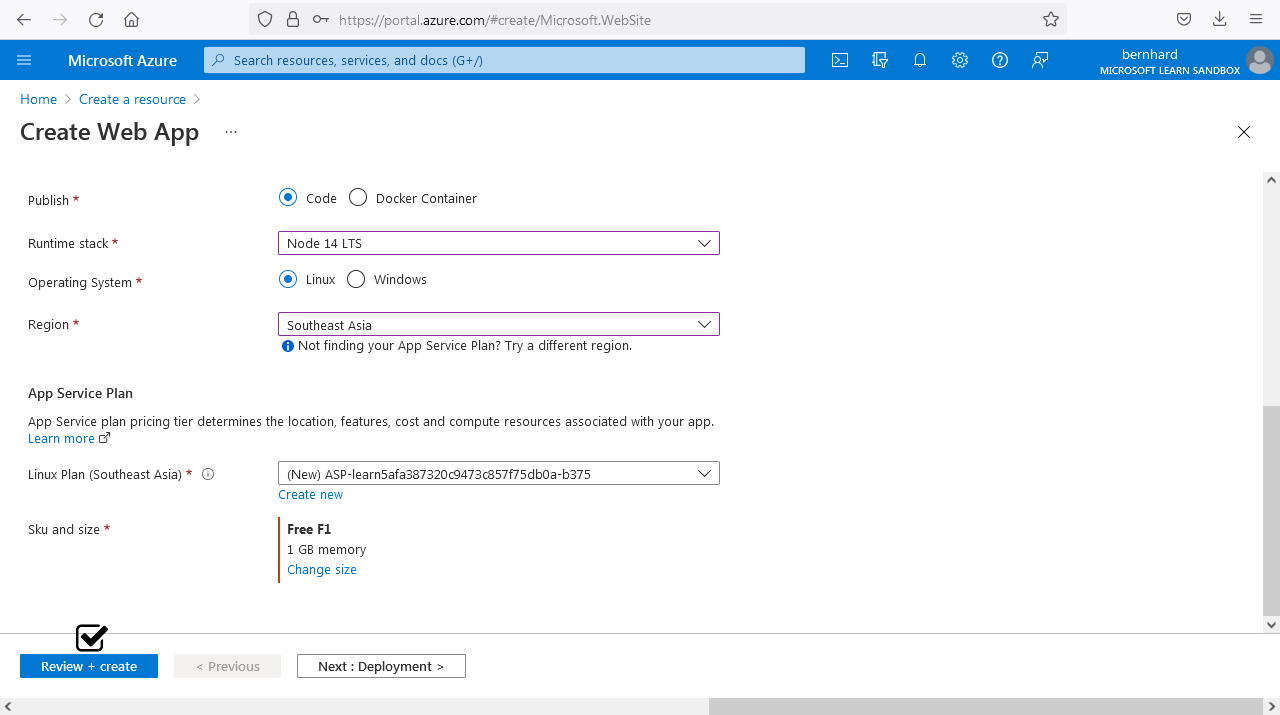 https://portal.azure.com/#create/Microsoft.WebSite
Microsoft Azure
Search resources, services, and docs (G+/)
bernhard
MICROSOFT LEARN SANDBOX
Home > Create a resource >
Create Web App ...
Publish * Code Docker Container
Runtime stack * Node 14 LTS
Operating System * Linux Windows
Region * Southeast Asia
Not finding your App Service Plan? Try a different region.
App Service Plan
App Service plan pricing tier determines the location, features, cost and compute resources associated with your app.
Learn more
Linux Plan (Southeast Asia) * (New) ASP-learn5afa387320c9473c857f75db0a-b375
Create new
Sku and size * Free F1
1 GB memory
Change size
Review + create < Previous Next : Deployment >